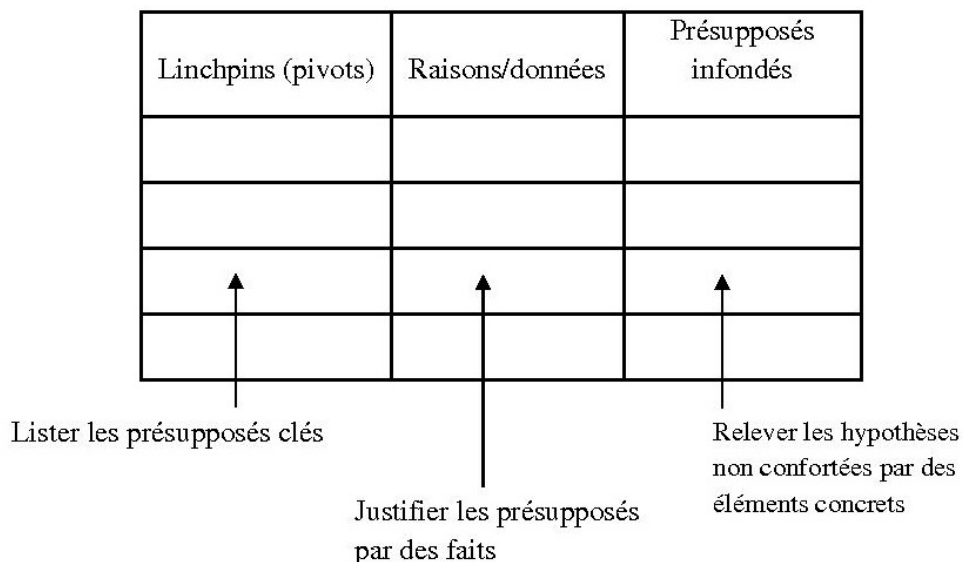 Linchpins (pivots)
Raisons/données
Présupposés
infondés
Lister les présupposés clés
Justifier les présupposés
par des faits
Relever les hypothèses
non confortées par des
éléments concrets